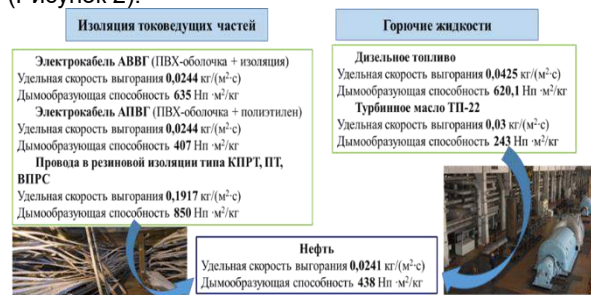 (Рисунок 2).
Изоляция токоведущих частей
Электрокабель АВВГ (ПВХ-оболочка + изоляция)
Удельная скорость выгорания 0,0244 кг/(м²·с)
Дымообразующая способность 635 Нп ·м²/кг
Электрокабель АПВГ (ПВХ-оболочка + полиэтилен)
Удельная скорость выгорания 0,0244 кг/(м²·с)
Дымообразующая способность 407 Нп ·м²/кг
Провода в резиновой изоляции типа КПРТ, ПТ,
ВПРС
Удельная скорость выгорания 0,1917 кг/(м²·с)
Дымообразующая способность 850 Нп ·м²/кг
Горючие жидкости
Дизельное топливо
Удельная скорость выгорания 0,0425 кг/(м²·с)
Дымообразующая способность 620,1 Нп ·м²/кг
Турбинное масло ТП-22
Удельная скорость выгорания 0,03 кг/(м²·с)
Дымообразующая способность 243 Нп ·м²/кг
Нефть
Удельная скорость выгорания 0,0241 кг/(м²·с)
Дымообразующая способность 438 Нп ·м²/кг